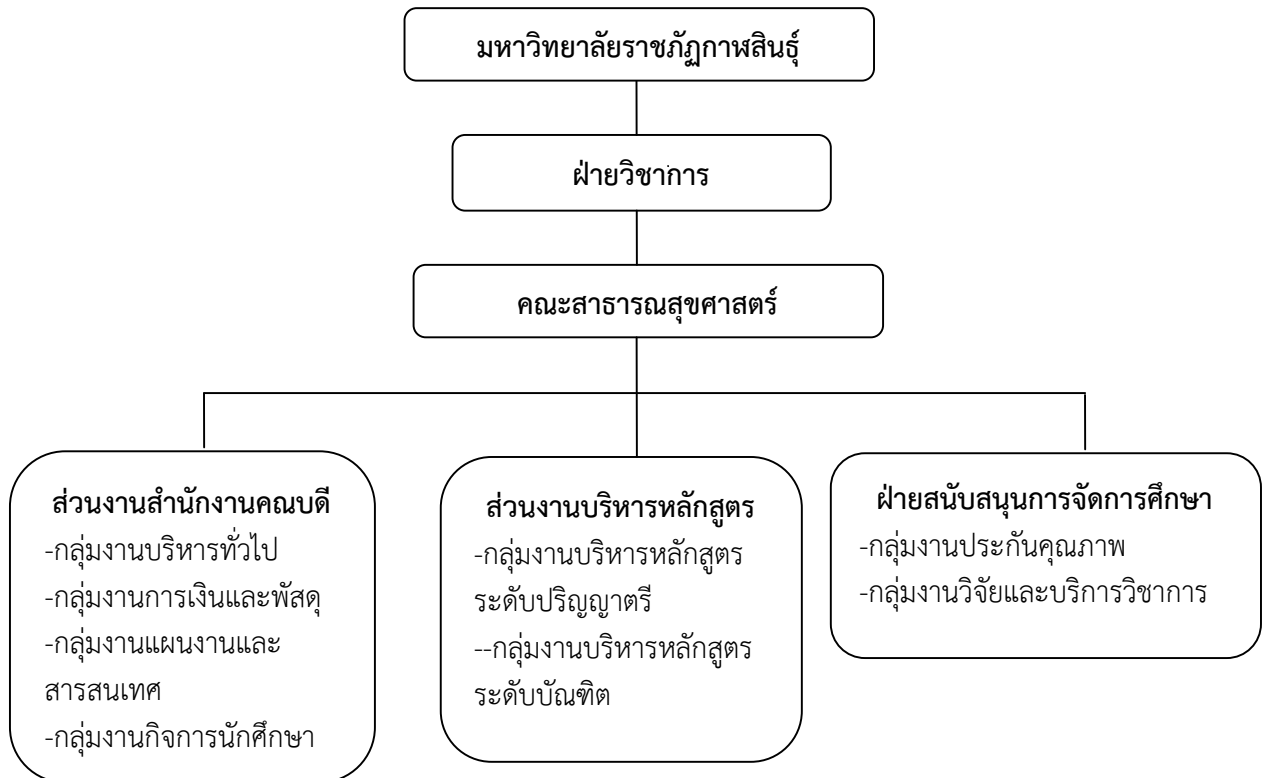 มหาวิทยาลัยราชภัฏกาฬสินธุ์
ฝ่ายวิชาการ
คณะสาธารณสุขศาสตร์
ส่วนงานสำนักงานคณบดี
-กลุ่มงานบริหารทั่วไป
-กลุ่มงานการเงินและพัสดุ
-กลุ่มงานแผนงานและ
สารสนเทศ
-กลุ่มงานกิจการนักศึกษา
ส่วนงานบริหารหลักสูตร
-กลุ่มงานบริหารหลักสูตร
ระดับปริญญาตรี
--กลุ่มงานบริหารหลักสูตร
ระดับบัณฑิต
ฝ่ายสนับสนุนการจัดการศึกษา
-กลุ่มงานประกันคุณภาพ
-กลุ่มงานวิจัยและบริการวิชาการ